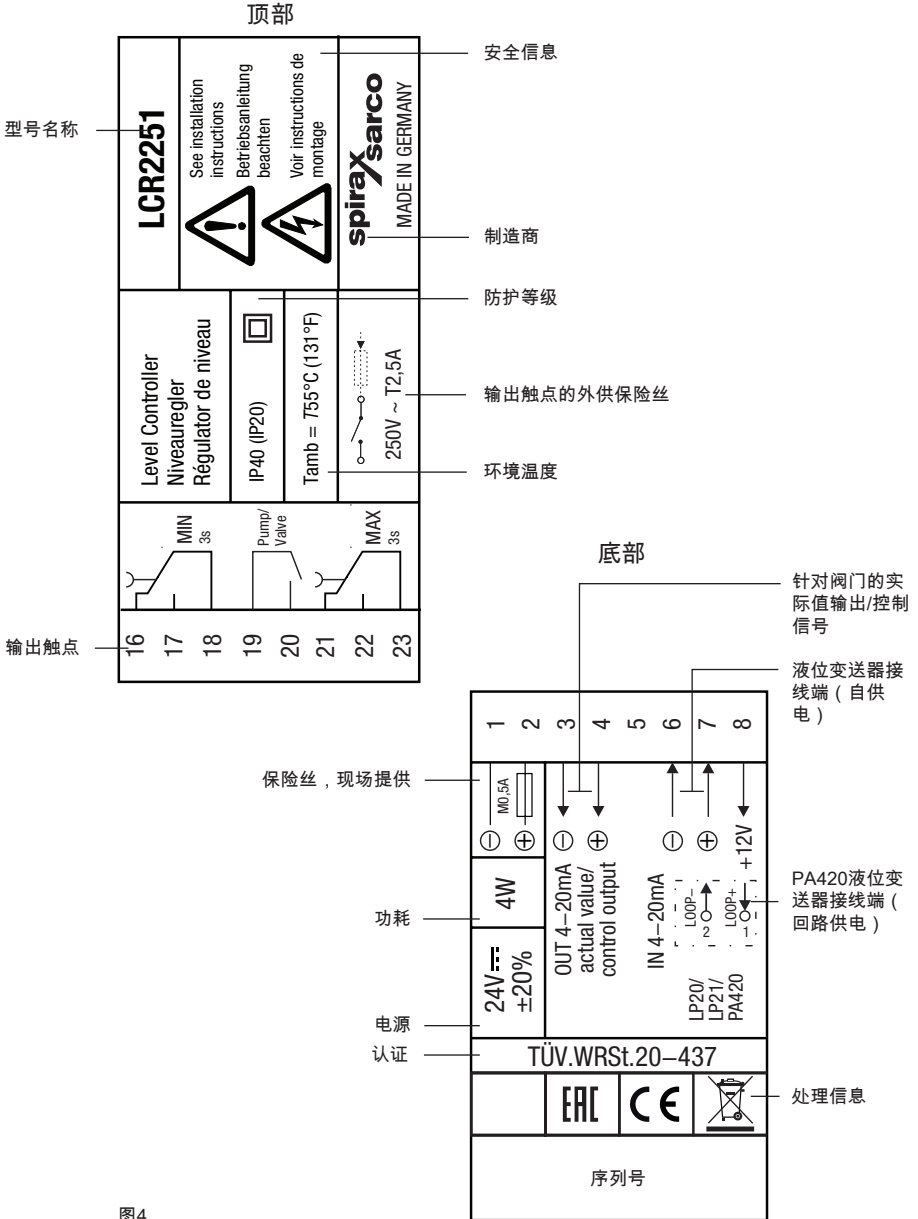 顶部
型号名称
LCR2251
See installation
instructions
Betriebsanleitung
beachten
Voir instructions de
montage
安全信息
spirax
sarco
MADE IN GERMANY
制造商
Level Controller
Niveauregler
Régulator de niveau
IP40 (IP20)
防护等级
Tamb = T55°C (131°F)
环境温度
250V ~ T2,5A
输出触点的外供保险丝
MIN
3s
Pump/
Valve
MAX
3s
输出触点
16
17
18
19
20
21
22
23
底部
针对阀门的实
际值输出/控制
信号
液位变送器接
线端（自供
电）
1
2
3
4
5
6
7
8
保险丝，现场提供
M0,5A
功耗
4W
电源
24V
±20%
OUT 4–20mA
actual value/
control output
IN 4–20mA
+12V
LOOP–
2
LOOP+
1
LP20/
LP21/
PA420
PA420液位变
送器接线端（
回路供电）
认证
TÜV.WRSt.20–437
EAC
CE
处理信息
序列号
图4